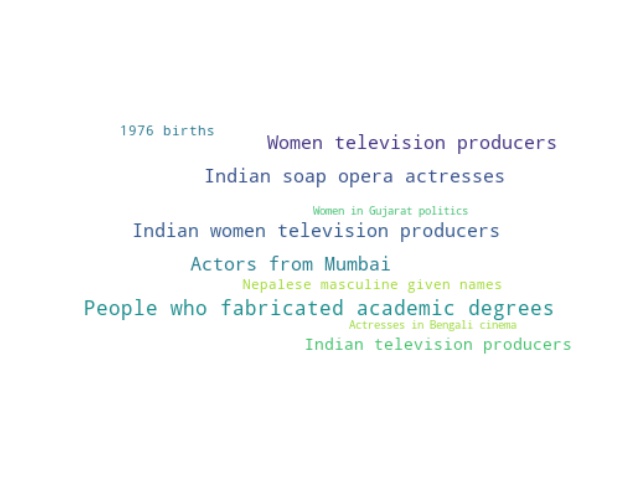 1976 births
Women television producers
Indian soap opera actresses
Women in Gujarat politics
Indian women television producers
Actors from Mumbai
Nepalese masculine given names
People who fabricated academic degrees
Actresses in Bengali cinema
Indian television producers